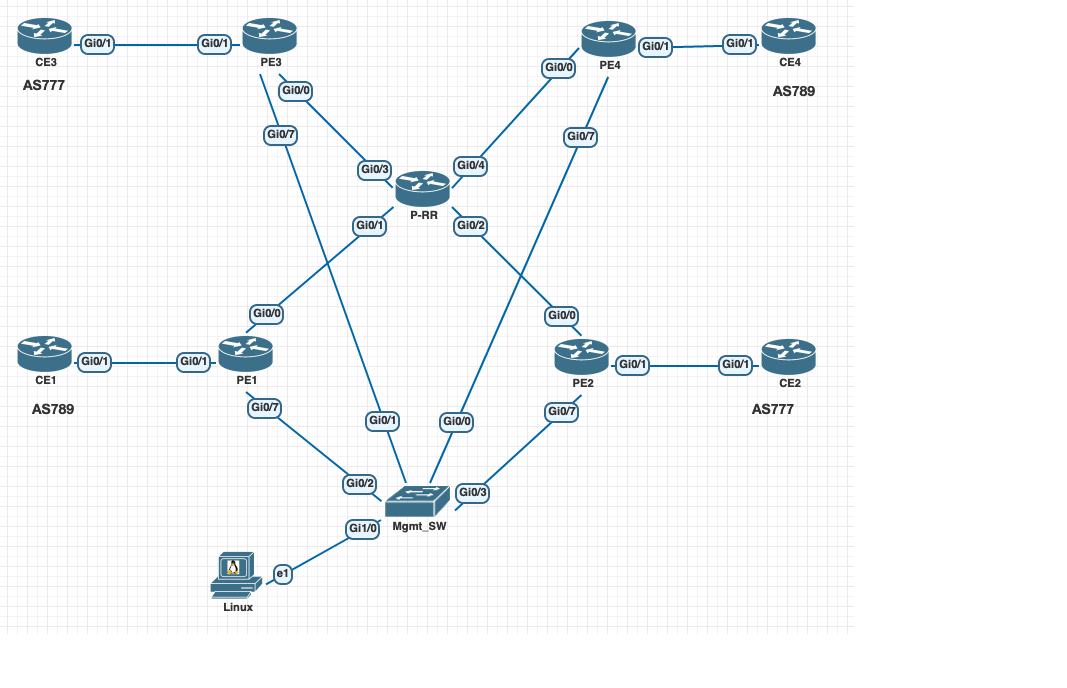 Gi0/1
Gi0/1
Gi0/0
Gi0/1
Gi0/1
CE3
PE3
PE4
CE4
AS777
Gi0/0
AS789
Gi0/7
Gi0/7
Gi0/3
Gi0/4
P-RR
Gi0/1
Gi0/2
Gi0/0
Gi0/0
Gi0/1
Gi0/1
Gi0/1
Gi0/1
CE1
PE1
PE2
CE2
AS789
Gi0/7
Gi0/7
AS777
Gi0/1
Gi0/0
Gi0/2
Gi0/3
Gi1/0
Mgmt_SW
e1
Linux